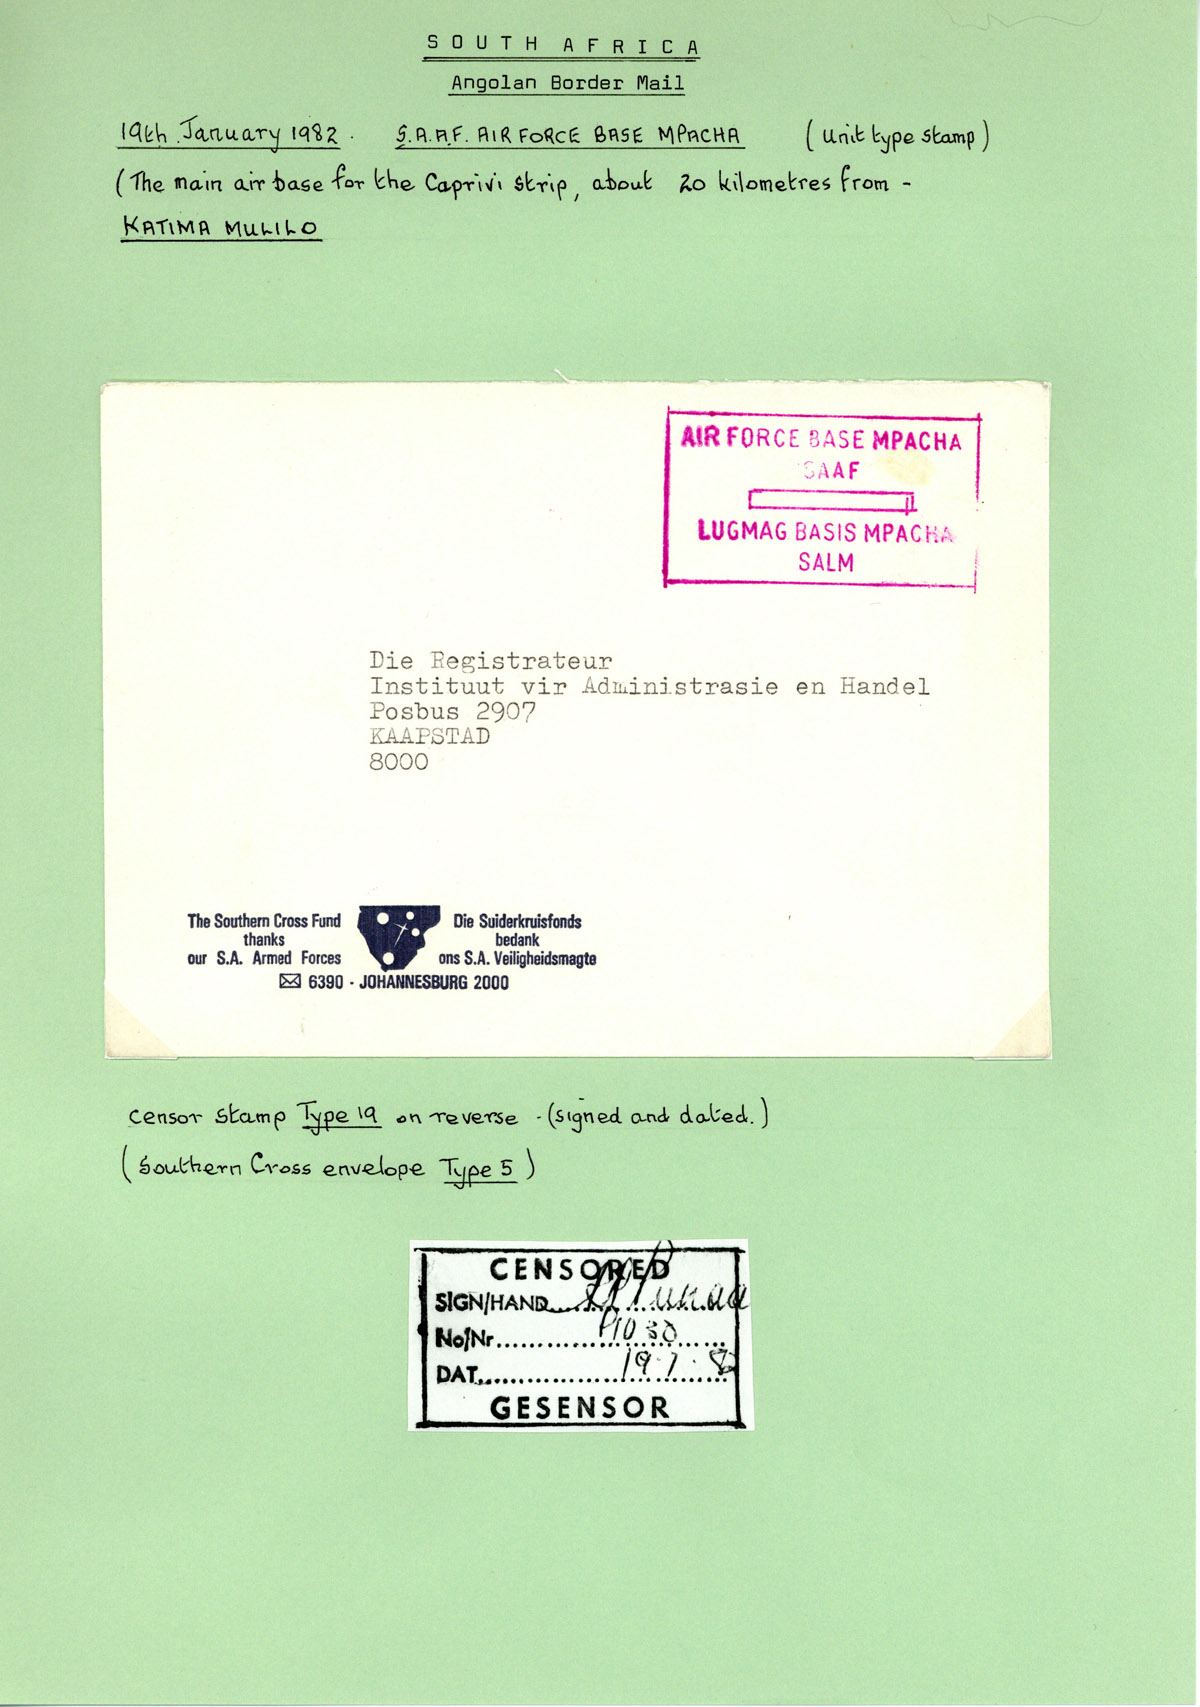 SOUTH AFRICA
Angolan Border Mail
19th January 1982. S.A.A.F. AIR FORCE BASE MPACHA (Unit type stamp)
(The main air base for the Caprivi Strip, about 20 kilometres from -
KATIMA MULILO
AIR FORCE BASE MPACHA
SAAF
LUGMAG BASIS MPACHA
SALM
Die Registrateur
Instituut vir Administrasie en Handel
Posbus 2907
KAAPSTAD
8000
The Southern Cross Fund
thanks
our S.A. Armed Forces
Die Suiderkruisfonds
bedank
ons S.A. Veiligheidsmagte
6390 - JOHANNESBURG 2000
Censor Stamp Type 19 on reverse - (signed and dated.)
(Southern Cross envelope Type 5)
CENSORED
SIGN/HAND
No/Nr
DAT. 19.1.8
GESENSOR